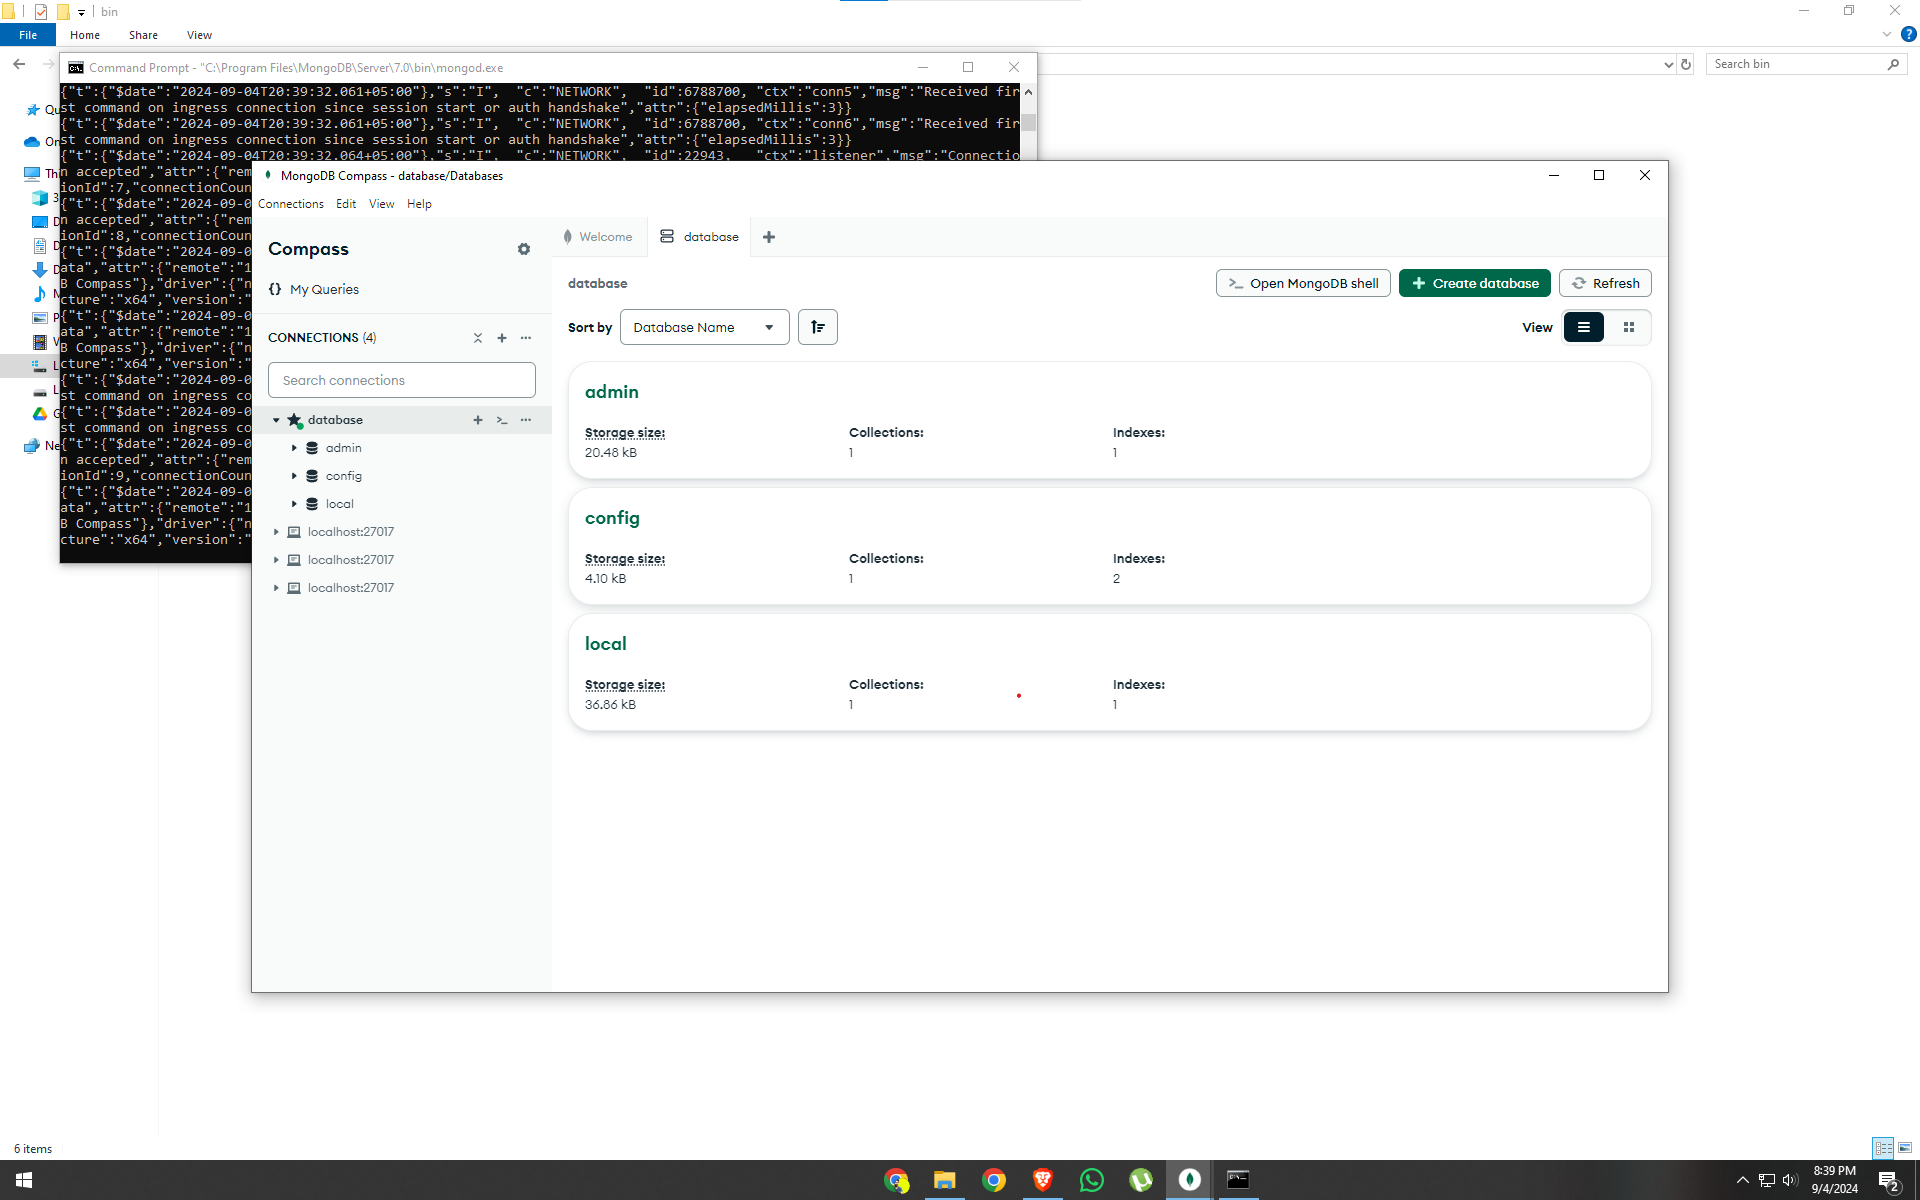 bin
File
Home
Share
View
Search bin
Command Prompt - "C:\Program Files\MongoDB\Server\7.0\bin\mongod.exe
{"t":{"$date":"2024-09-04T20:39:32.061+05:00"},"s":"I",  "c":"NETWORK",  "id":6788700, "ctx":"conn5","msg":"Received fir
st command on ingress connection since session start or auth handshake","attr":{"elapsedMillis":3}}
{"t":{"$date":"2024-09-04T20:39:32.061+05:00"},"s":"I",  "c":"NETWORK",  "id":6788700, "ctx":"conn6","msg":"Received fir
st command on ingress connection since session start or auth handshake","attr":{"elapsedMillis":3}}
{"t":{"$date":"2024-09-04T20:39:32.064+05:00"},"s":"I",  "c":"NETWORK",  "id":22943,   "ctx":"listener","msg":"Connectio
n accepted","attr":{"rem
ionId":7,"connectionCoun
{"t":{"$date":"2024-09-0
n accepted","attr":{"rem
ionId":8,"connectionCoun
{"t":{"$date":"2024-09-0
ata","attr":{"remote":"1
B Compass"},"driver":{"n
cture":"x64","version":"
{"t":{"$date":"2024-09-0
ata","attr":{"remote":"1
B Compass"},"driver":{"n
cture":"x64","version":"
{"t":{"$date":"2024-09-0
st command on ingress co
{"t":{"$date":"2024-09-0
st command on ingress co
{"t":{"$date":"2024-09-0
n accepted","attr":{"rem
ionId":9,"connectionCoun
{"t":{"$date":"2024-09-0
ata","attr":{"remote":"1
B Compass"},"driver":{"n
cture":"x64","version":"
MongoDB Compass - database/Databases
Connections Edit View Help
Compass
{} My Queries
CONNECTIONS (4)
Search connections
database
admin
config
local
localhost:27017
localhost:27017
localhost:27017
Welcome
database
database
>_ Open MongoDB shell
+ Create database
Refresh
Sort by
Database Name
View
admin
Storage size: Collections: Indexes:
20.48 kB 1 1
config
Storage size: Collections: Indexes:
4.10 kB 1 2
local
Storage size: Collections: Indexes:
36.86 kB 1 1
6 items
8:39 PM
9/4/2024
2